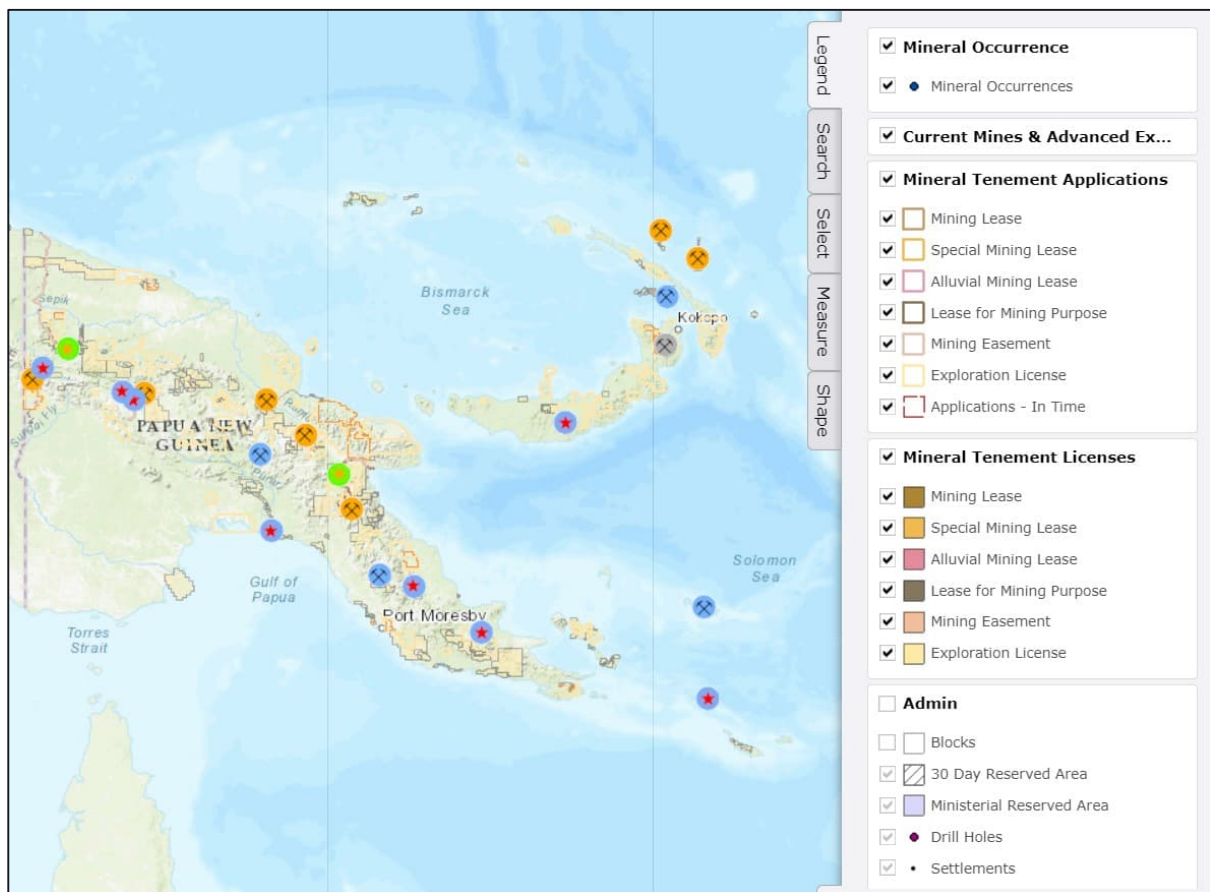 Bismarck
Sea
Kokopo
Sepik
Ramu
PAPUA NEW
GUINEA
Purari
Sungai Fly
Gulf of
Papua
Port Moresby
Solomon
Sea
Torres
Strait
Legend
Search
Select
Measure
Shape
Mineral Occurrence
Mineral Occurrences
Current Mines & Advanced Ex...
Mineral Tenement Applications
Mining Lease
Special Mining Lease
Alluvial Mining Lease
Lease for Mining Purpose
Mining Easement
Exploration License
Applications - In Time
Mineral Tenement Licenses
Mining Lease
Special Mining Lease
Alluvial Mining Lease
Lease for Mining Purpose
Mining Easement
Exploration License
Admin
Blocks
30 Day Reserved Area
Ministerial Reserved Area
Drill Holes
Settlements